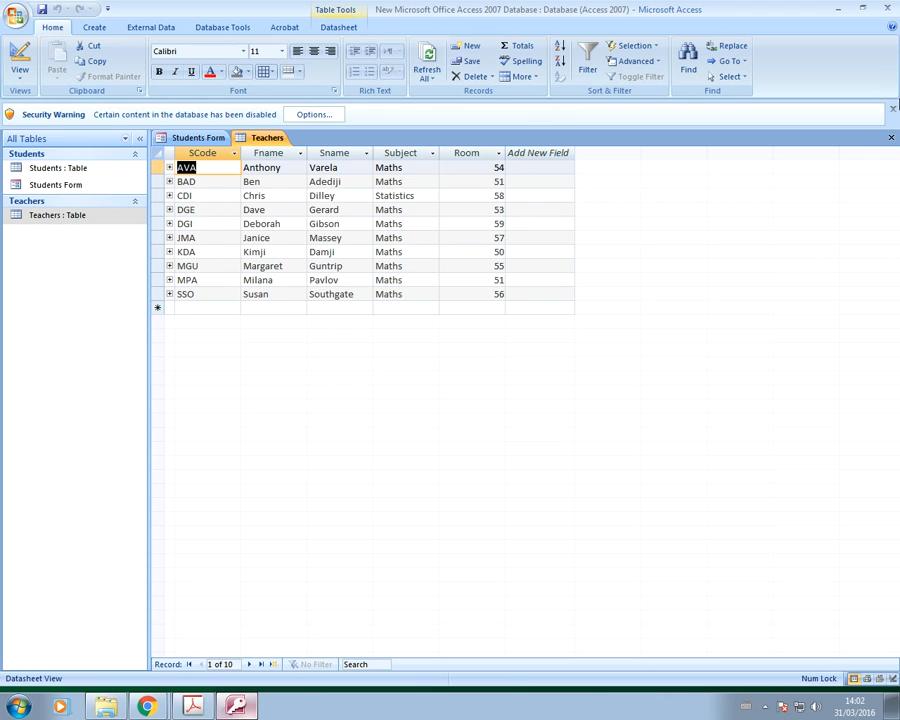 Table Tools New Microsoft Office Access 2007 Database : Database (Access 2007) - Microsoft Access
Home Create External Data Database Tools Acrobat Datasheet
View Paste Cut Copy Format Painter
Calibri 11
B I U A
Refresh All New Save Delete Totals Spelling More
Filter Selection Advanced Toggle Filter
Find Replace Go To Select
Views Clipboard Font Rich Text Records Sort & Filter Find
Security Warning Certain content in the database has been disabled Options...
All Tables «
Students
Students : Table
Students Form
Teachers
Teachers : Table
Students Form Teachers
SCode Fname Sname Subject Room Add New Field
AVA Anthony Varela Maths 54
BAD Ben Adediji Maths 51
CDI Chris Dilley Statistics 58
DGE Dave Gerard Maths 53
DGI Deborah Gibson Maths 59
JMA Janice Massey Maths 57
KDA Kimji Damji Maths 50
MGU Margaret Guntrip Maths 55
MPA Milana Pavlov Maths 51
SSO Susan Southgate Maths 56
Record: 1 of 10 No Filter Search
Datasheet View Num Lock
14:02
31/03/2016